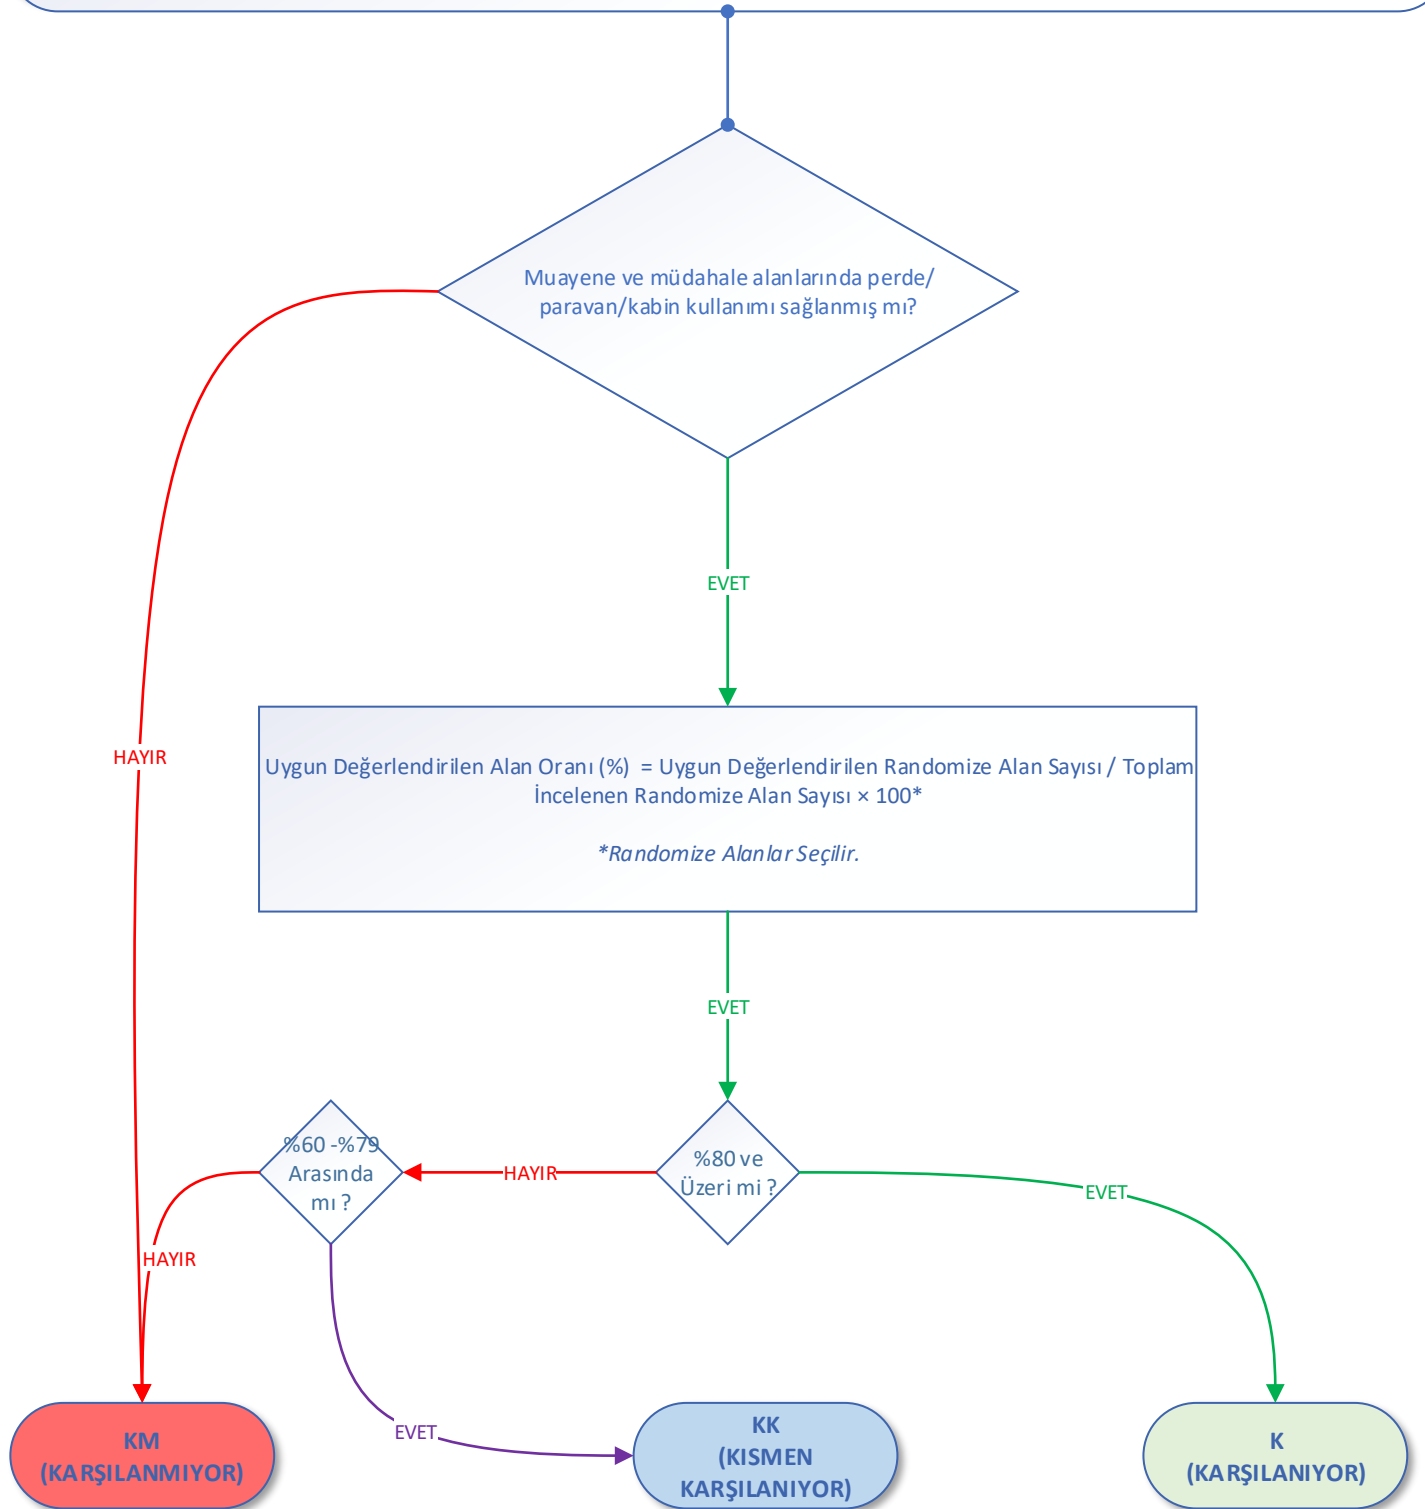 Muayene ve müdahale alanlarında perde/
paravan/kabin kullanımı sağlanmış mı?
EVET
HAYIR
Uygun Değerlendirilen Alan Oranı (%) = Uygun Değerlendirilen Randomize Alan Sayısı / Toplam
İncelenen Randomize Alan Sayısı × 100*
*Randomize Alanlar Seçilir.
EVET
%60 -%79
Arasında
mı ?
HAYIR
%80 ve
Üzeri mi ?
EVET
HAYIR
EVET
KM
(KARŞILANMIYOR)
KK
(KISMEN
KARŞILANIYOR)
K
(KARŞILANIYOR)